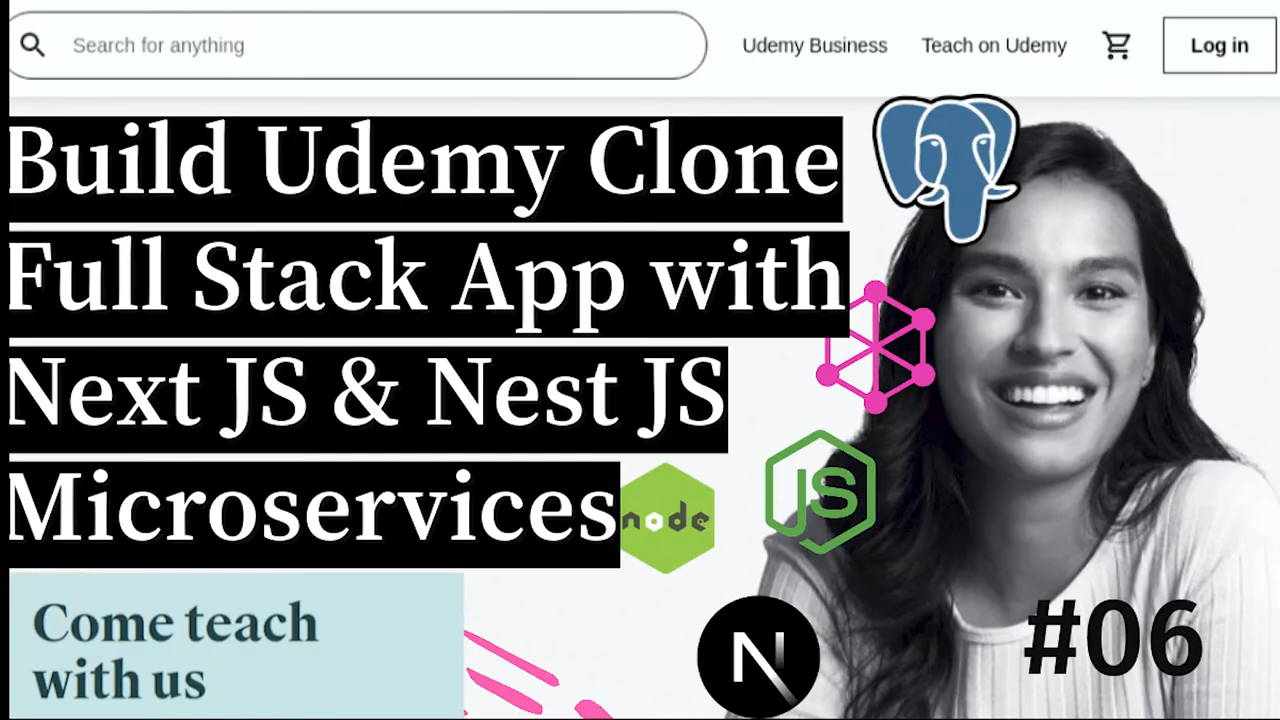 Search for anything
Udemy Business
Teach on Udemy
Log in
Build Udemy Clone
Full Stack App with
Next JS & Nest JS
Microservices
node
JS
N
Come teach
with us
#06